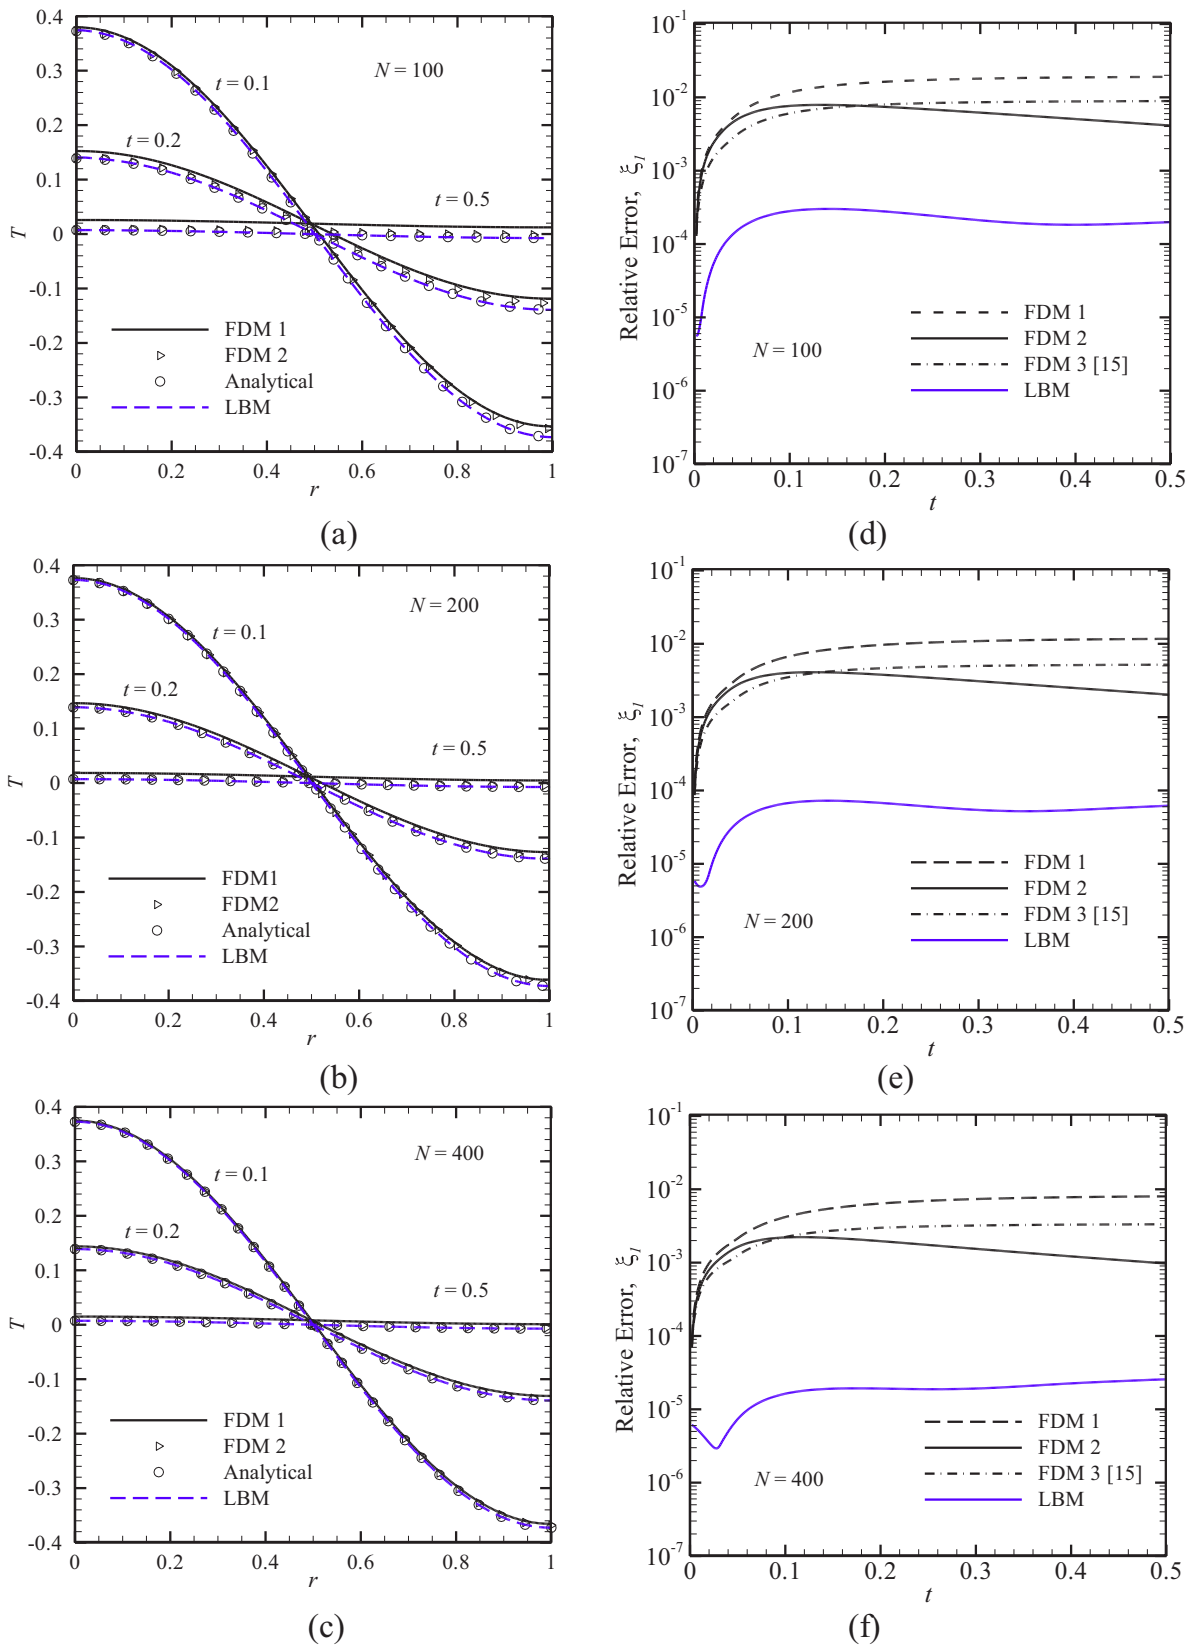 0.4
0.3
0.2
0.1
0
-0.1
-0.2
-0.3
-0.4
T
t = 0.1
N = 100
t = 0.2
t = 0.5
FDM 1
FDM 2
Analytical
LBM
0 0.2 0.4 0.6 0.8 1
r
(a)
10-1
10-2
10-3
10-4
10-5
10-6
10-7
Relative Error, ξ1
N = 100
FDM 1
FDM 2
FDM 3 [15]
LBM
0 0.1 0.2 0.3 0.4 0.5
t
(d)
0.4
0.3
0.2
0.1
0
-0.1
-0.2
-0.3
-0.4
T
N = 200
t = 0.1
t = 0.2
t = 0.5
FDM1
FDM2
Analytical
LBM
0 0.2 0.4 0.6 0.8 1
r
(b)
10-1
10-2
10-3
10-4
10-5
10-6
10-7
Relative Error, ξ1
N = 200
FDM 1
FDM 2
FDM 3 [15]
LBM
0 0.1 0.2 0.3 0.4 0.5
t
(e)
0.4
0.3
0.2
0.1
0
-0.1
-0.2
-0.3
-0.4
T
N = 400
t = 0.1
t = 0.2
t = 0.5
FDM 1
FDM 2
Analytical
LBM
0 0.2 0.4 0.6 0.8 1
r
(c)
10-1
10-2
10-3
10-4
10-5
10-6
10-7
Relative Error, ξ1
N = 400
FDM 1
FDM 2
FDM 3 [15]
LBM
0 0.1 0.2 0.3 0.4 0.5
t
(f)